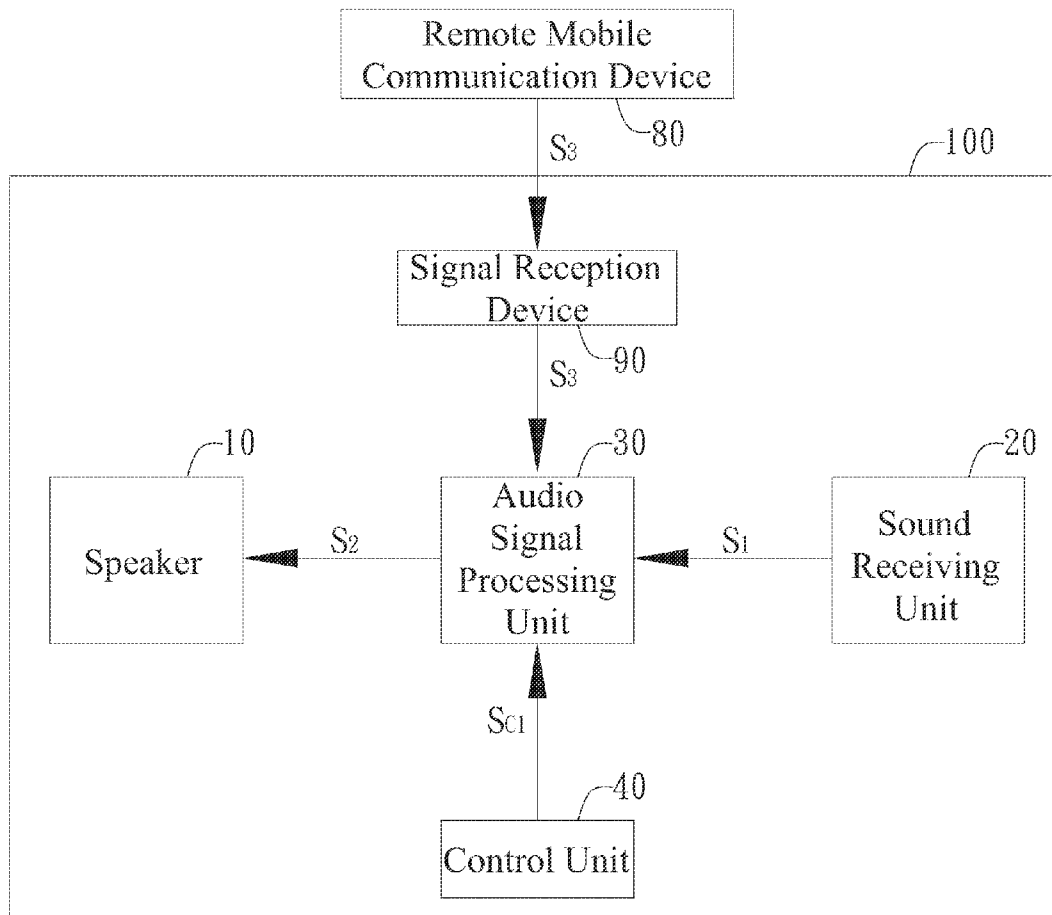 Remote Mobile
Communication Device
80
S3
100
Signal Reception
Device
90
S3
10
30
20
Speaker
S2
Audio
Signal
Processing
Unit
S1
Sound
Receiving
Unit
SC1
40
Control Unit